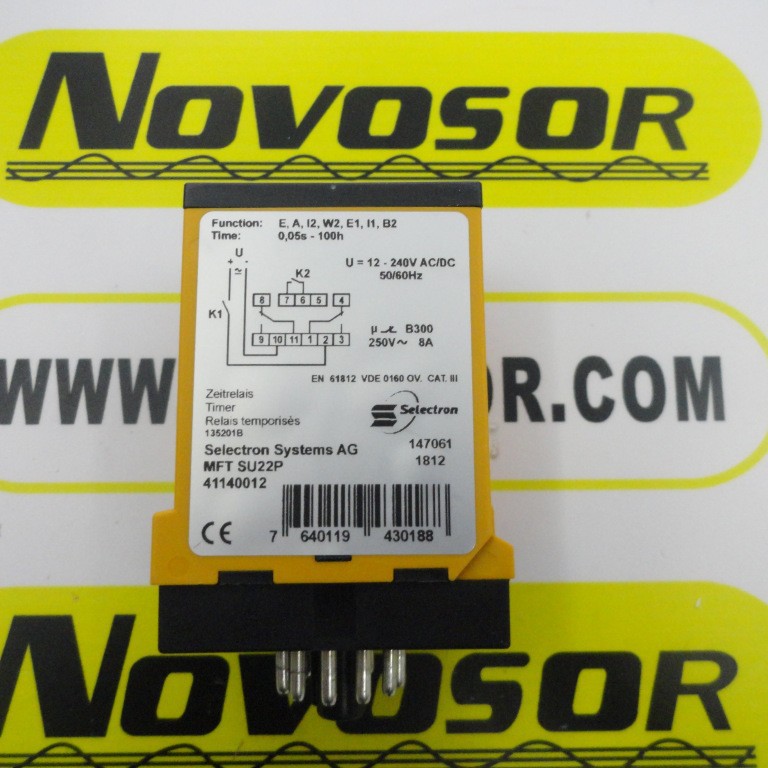 NOVOSOR
Function: E, A, I2, W2, E1, I1, B2
Time: 0,05s - 100h
U
+ ~ -
K2
U = 12 - 240V AC/DC
50/60Hz
8 7 6 5 4
K1
µ B300
9 10 11 1 2 3
250V~ 8A
EN 61812 VDE 0160 OV. CAT. III
WWW. OR.COM
Zeitrelais
Timer
Relais temporisès
135201B
Selectron
Selectron Systems AG
147061
MFT SU22P
1812
41140012
CE
7 640119 430188
NOVOSOR